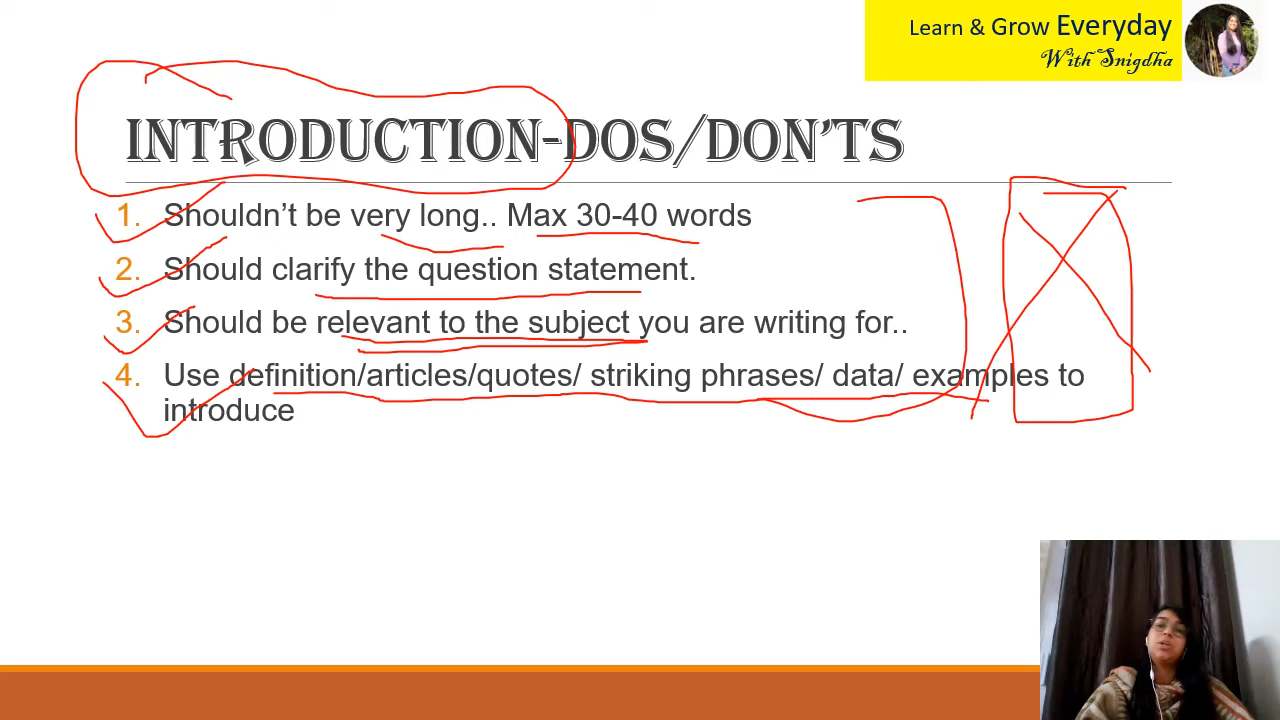 Learn & Grow Everyday
With Snigdha
INTRODUCTION-DOS/DON'TS
1. Shouldn't be very long.. Max 30-40 words
2. Should clarify the question statement.
3. Should be relevant to the subject you are writing for..
4. Use definition/articles/quotes/ striking phrases/ data/ examples to
introduce